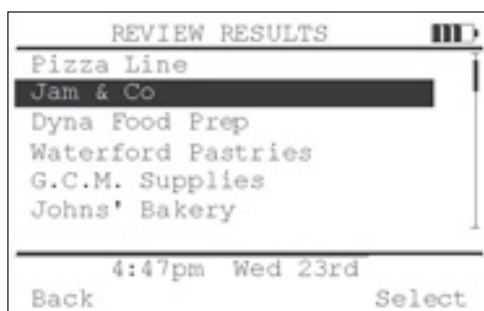 REVIEW RESULTS
Pizza Line
Jam & Co
Dyna Food Prep
Waterford Pastries
G.C.M. Supplies
Johns' Bakery
4:47pm Wed 23rd
Back Select